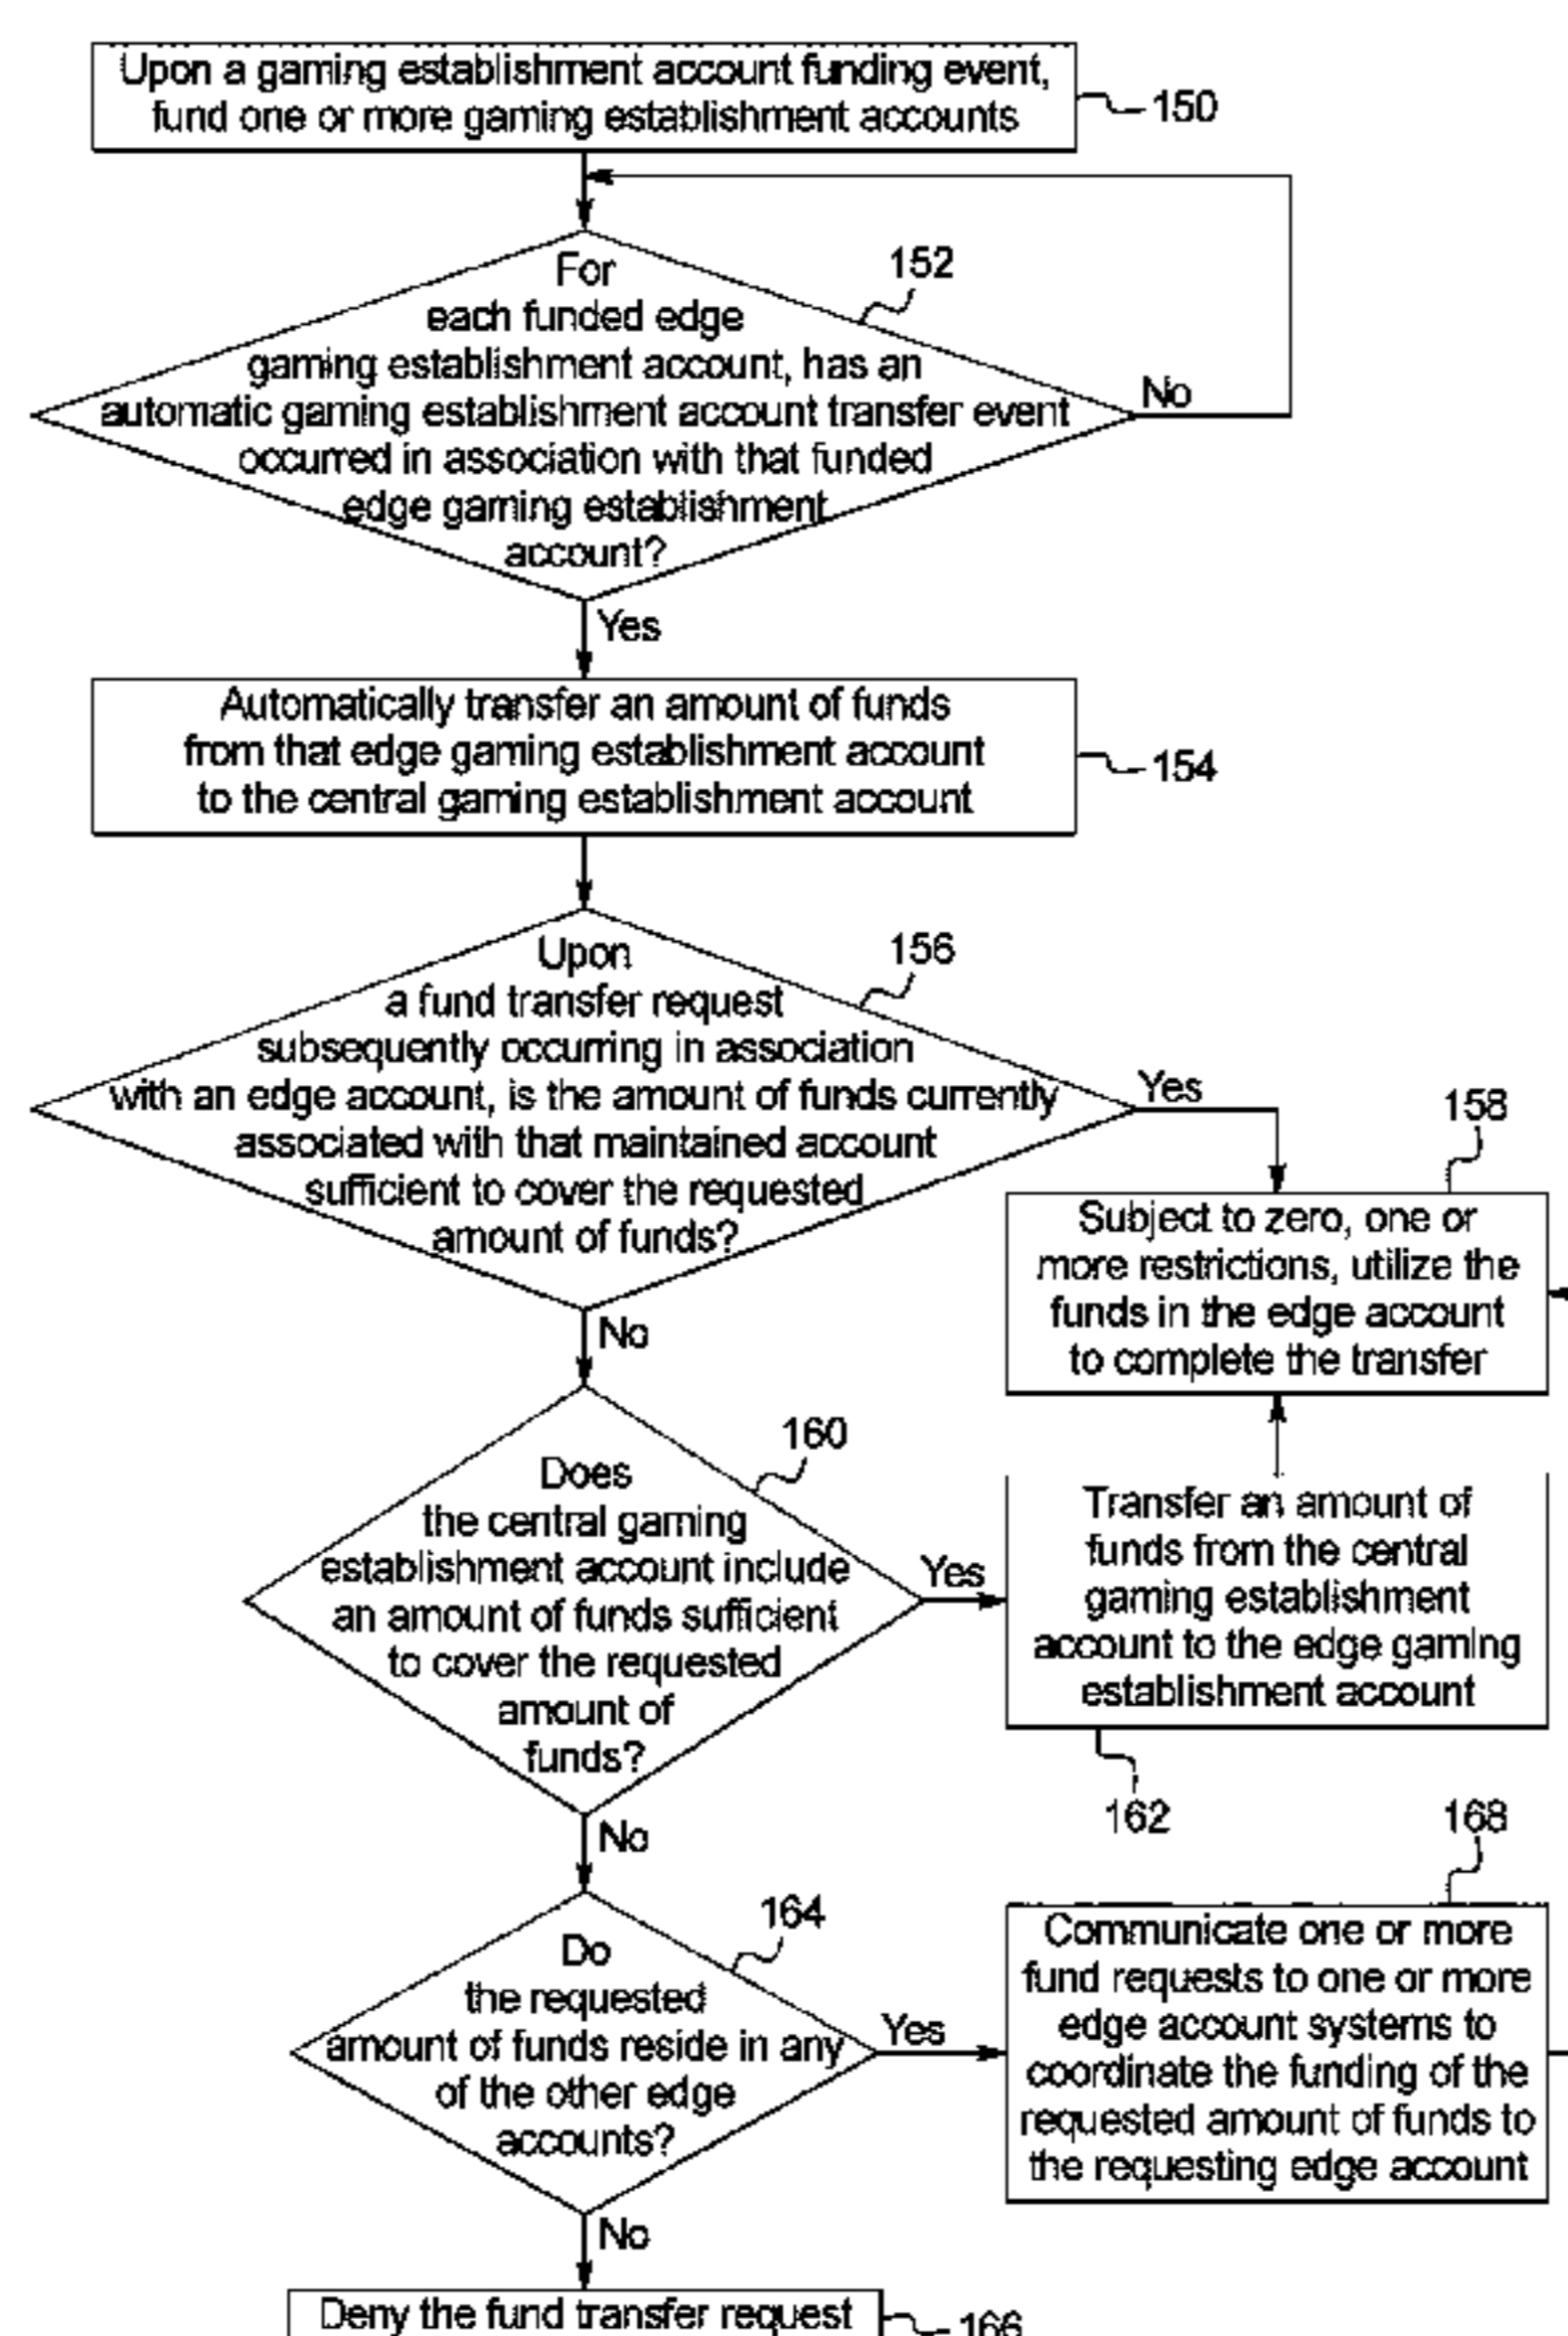 Upon a gaming establishment account funding event,
fund one or more gaming establishment accounts
150
For
each funded edge
gaming establishment account, has an
automatic gaming establishment account transfer event
occurred in association with that funded
edge gaming establishment
account?
152
No
Yes
Automatically transfer an amount of funds
from that edge gaming establishment account
to the central gaming establishment account
154
Upon
a fund transfer request
subsequently occurring in association
with an edge account, is the amount of funds currently
associated with that maintained account
sufficient to cover the requested
amount of funds?
156
Yes
No
158
Subject to zero, one or
more restrictions, utilize the
funds in the edge account
to complete the transfer
Does
the central gaming
establishment account include
an amount of funds sufficient
to cover the requested
amount of
funds?
160
Yes
No
Transfer an amount of
funds from the central
gaming establishment
account to the edge gaming
establishment account
162
Do
the requested
amount of funds reside in any
of the other edge
accounts?
164
Yes
No
168
Communicate one or more
fund requests to one or more
edge account systems to
coordinate the funding of the
requested amount of funds to
the requesting edge account
Deny the fund transfer request
166